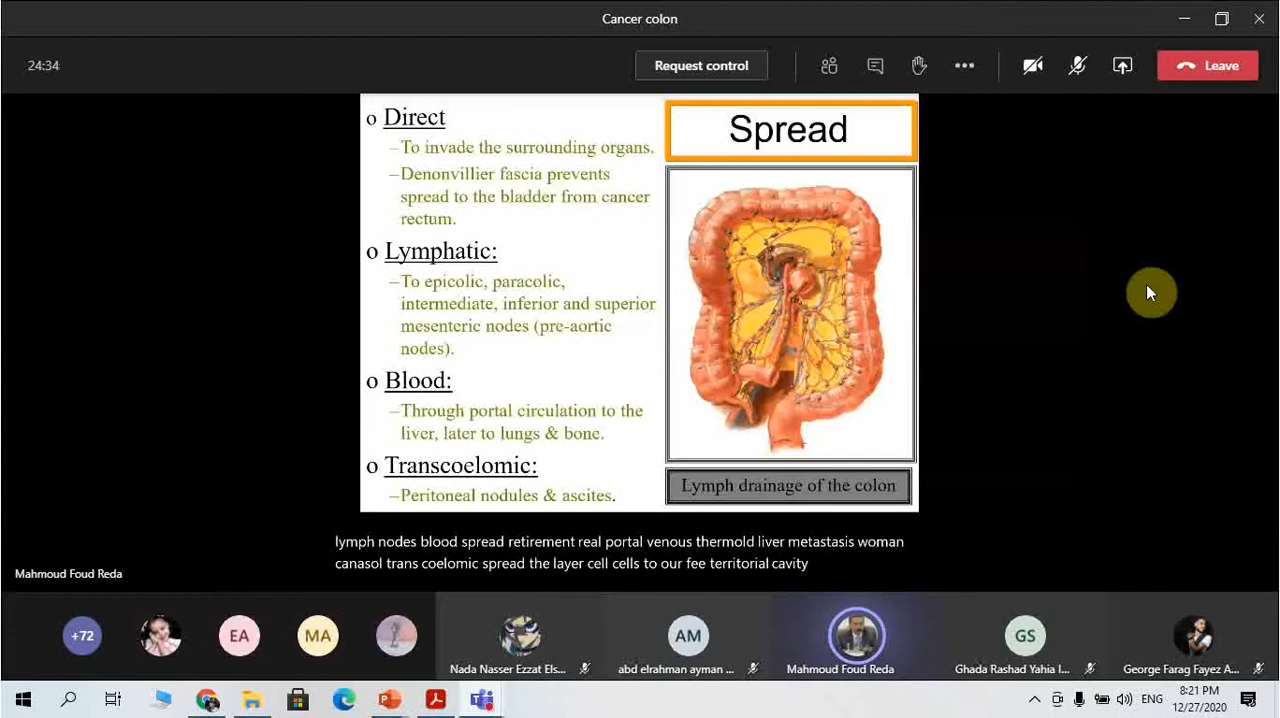 Cancer colon
24:34
Request control
Leave
o Direct
–To invade the surrounding organs.
–Denonvillier fascia prevents
spread to the bladder from cancer
rectum.
o Lymphatic:
–To epicolic, paracolic,
intermediate, inferior and superior
mesenteric nodes (pre-aortic
nodes).
o Blood:
–Through portal circulation to the
liver, later to lungs & bone.
o Transcoelomic:
–Peritoneal nodules & ascites.
Spread
Lymph drainage of the colon
lymph nodes blood spread retirement real portal venous thermold liver metastasis woman
canasol trans coelomic spread the layer cell cells to our fee territorial cavity
Mahmoud Foud Reda
+72
EA
MA
Nada Nasser Ezzat Els...
AM
abd elrahman ayman ...
Mahmoud Foud Reda
GS
Ghada Rashad Yahia I...
George Farag Fayez A...
ENG
8:21 PM
12/27/2020